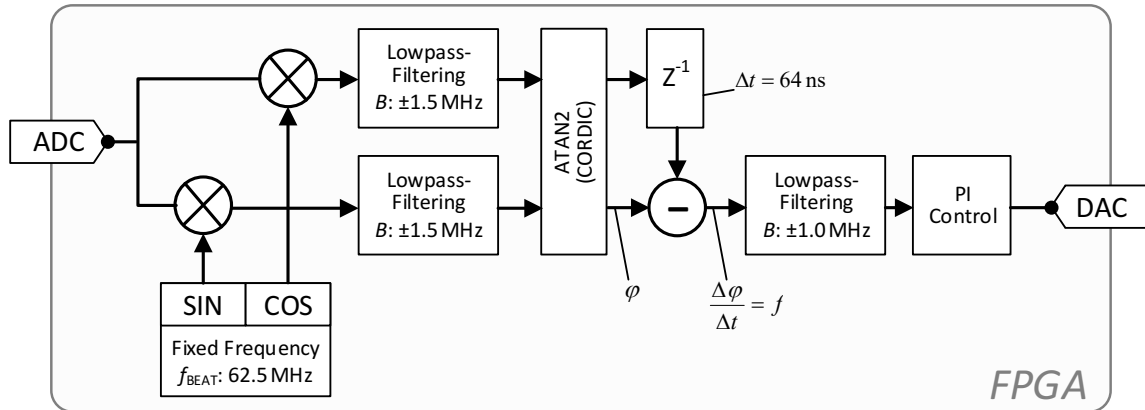 Lowpass-
Filtering
B: ±1.5 MHz
ATAN2
(CORDIC)
Z⁻¹
Δt = 64 ns
ADC
Lowpass-
Filtering
B: ±1.5 MHz
−
Lowpass-
Filtering
B: ±1.0 MHz
PI
Control
DAC
φ
Δφ/Δt = f
SIN
COS
Fixed Frequency
fBEAT: 62.5 MHz
FPGA